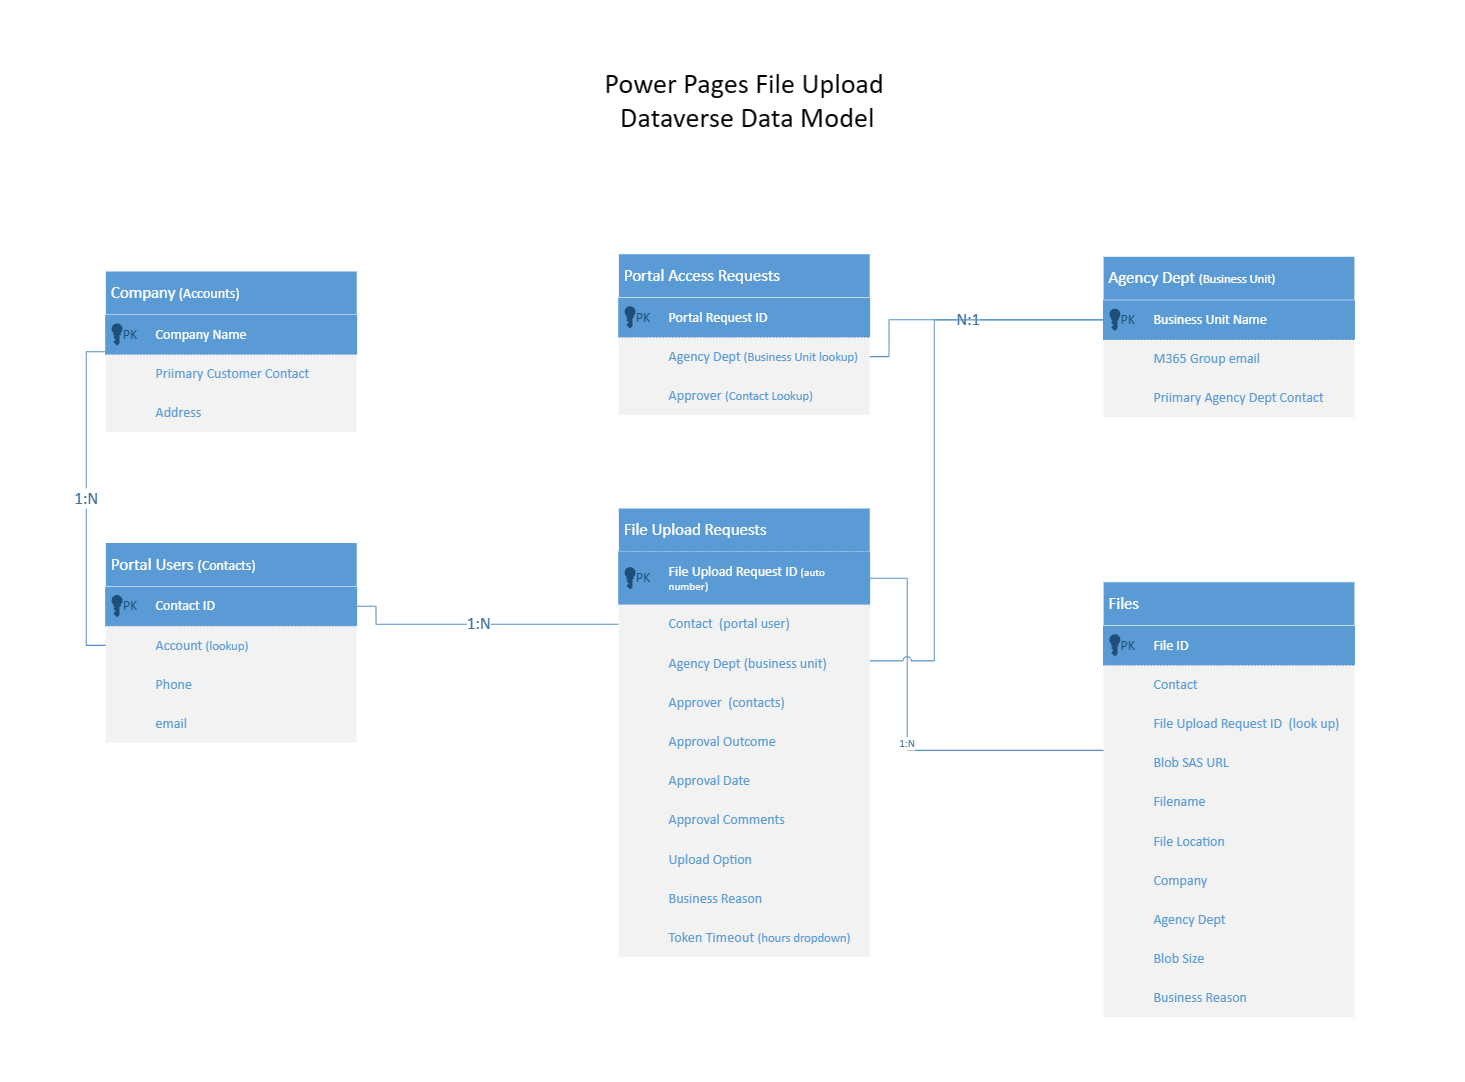 Power Pages File Upload
Dataverse Data Model
Company (Accounts)
PK Company Name
Priimary Customer Contact
Address
1:N
Portal Users (Contacts)
PK Contact ID
Account (lookup)
Phone
email
1:N
Portal Access Requests
PK Portal Request ID
Agency Dept (Business Unit lookup)
Approver (Contact Lookup)
N:1
File Upload Requests
PK File Upload Request ID (auto
number)
Contact (portal user)
Agency Dept (business unit)
Approver (contacts)
Approval Outcome
Approval Date
Approval Comments
Upload Option
Business Reason
Token Timeout (hours dropdown)
1:N
Agency Dept (Business Unit)
PK Business Unit Name
M365 Group email
Priimary Agency Dept Contact
Files
PK File ID
Contact
File Upload Request ID (look up)
Blob SAS URL
Filename
File Location
Company
Agency Dept
Blob Size
Business Reason